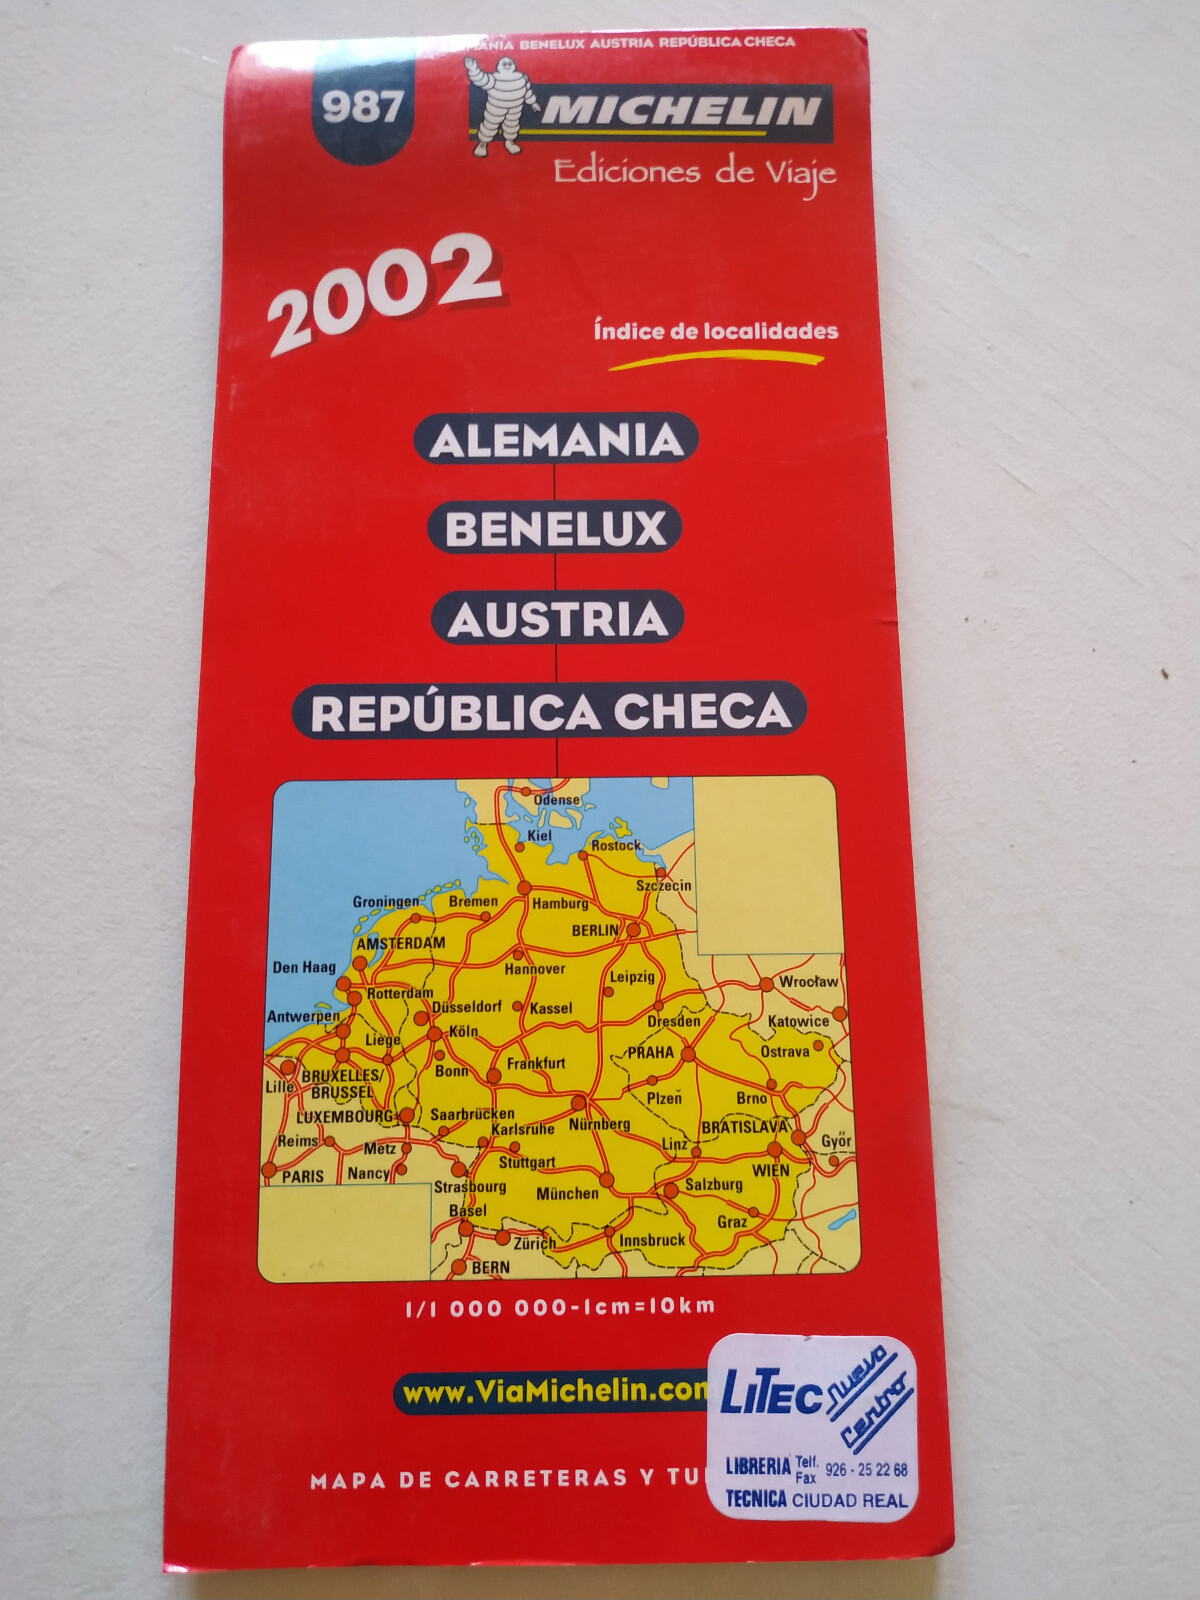 BENELUX AUSTRIA REPÚBLICA CHECA
987
MICHELIN
Ediciones de Viaje
2002
Índice de localidades
ALEMANIA
BENELUX
AUSTRIA
REPÚBLICA CHECA
Odense
Kiel
Rostock
Szczecin
Groningen
Bremen
Hamburg
BERLIN
AMSTERDAM
Den Haag
Hannover
Leipzig
Wrocław
Rotterdam
Düsseldorf
Kassel
Antwerpen
Dresden
Katowice
Köln
Liège
PRAHA
Ostrava
Frankfurt
Bonn
Lille
BRUXELLES/
BRUSSEL
Plzeň
Brno
LUXEMBOURG
Saarbrücken
Karlsruhe
Nürnberg
BRATISLAVA
Reims
Metz
Linz
Győr
Stuttgart
WIEN
PARIS
Nancy
Strasbourg
München
Salzburg
Basel
Graz
Zürich
Innsbruck
BERN
1/1 000 000-1cm=10km
www.ViaMichelin.com
MAPA DE CARRETERAS Y
LITEC Nuevo
Centro
LIBRERIA Telf. 926 - 25 22 68
Fax
TECNICA CIUDAD REAL